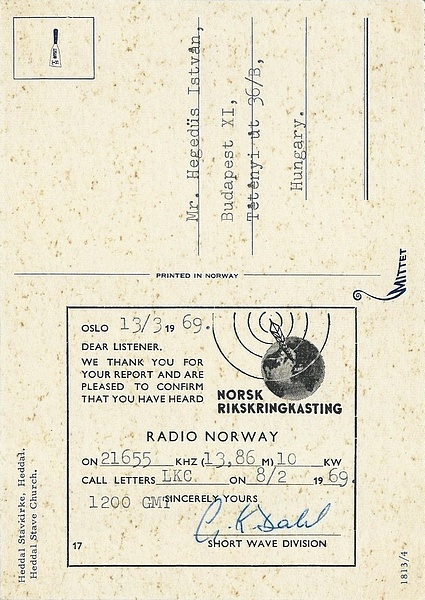 Mr. Hegedüs István,
Budapest XI,
Tétényi ut 36/B,
Hungary.
PRINTED IN NORWAY
MITTET
OSLO 13/3 19 69.
DEAR LISTENER.
WE THANK YOU FOR
YOUR REPORT AND ARE
PLEASED TO CONFIRM
THAT YOU HAVE HEARD
NORSK
RIKSKRINGKASTING
RADIO NORWAY
ON 21655 KHZ (13,86 M) 10 KW
CALL LETTERS LKC ON 8/2 1969.
1200 GMT SINCERELY YOURS
G. K. Dahl
17 SHORT WAVE DIVISION
Heddal Stavkirke, Heddal.
Heddal Stave Church.
1813/4-